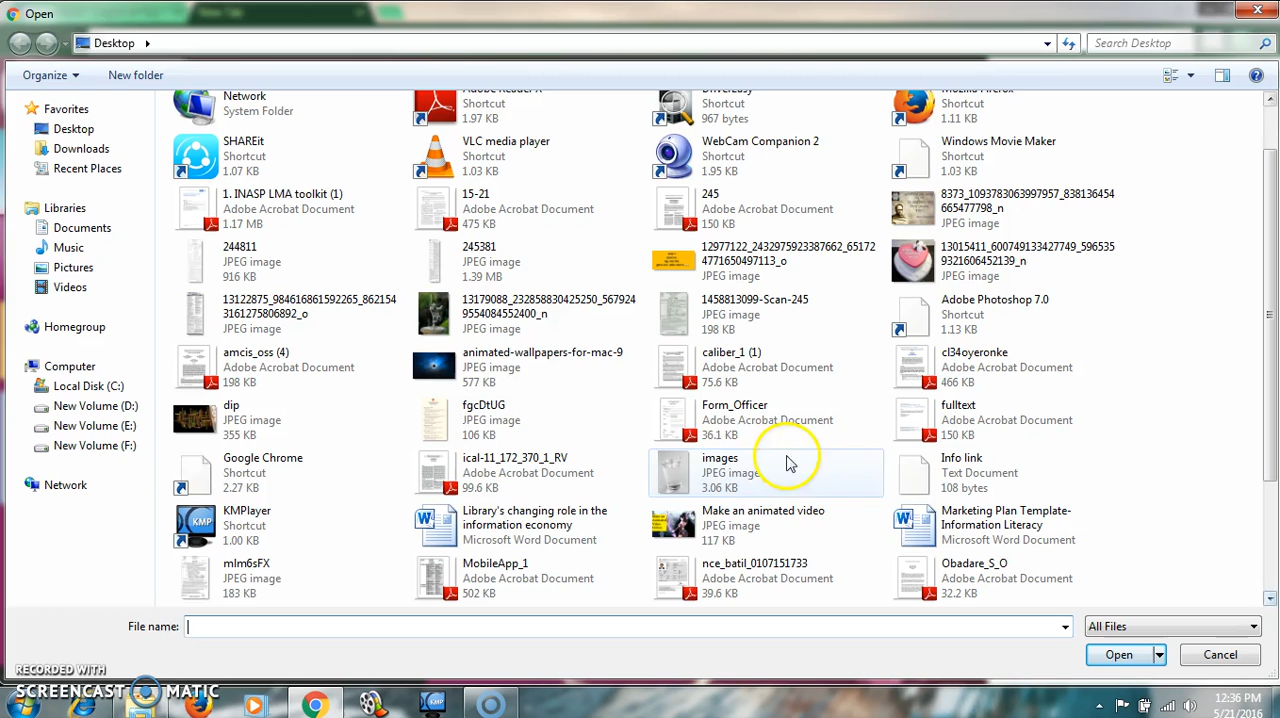 Open
New Tab
Desktop
Search Desktop
Organize
New folder
Favorites
Desktop
Downloads
Recent Places
Libraries
Documents
Music
Pictures
Videos
Homegroup
Computer
Local Disk (C:)
New Volume (D:)
New Volume (E:)
New Volume (F:)
Network
Network
System Folder
Adobe Reader X
Shortcut
1.97 KB
DriverEasy
Shortcut
967 bytes
Mozilla Firefox
Shortcut
1.11 KB
SHAREit
Shortcut
1.07 KB
VLC media player
Shortcut
1.03 KB
WebCam Companion 2
Shortcut
1.95 KB
Windows Movie Maker
Shortcut
1.03 KB
1. INASP LMA toolkit (1)
Adobe Acrobat Document
1.17 MB
15-21
Adobe Acrobat Document
475 KB
245
Adobe Acrobat Document
150 KB
8373_1093783063997957_838136454
665477798_n
JPEG image
244811
JPEG image
916 KB
245381
JPEG image
1.39 MB
12977122_2432975923387662_65172
4771650497113_o
JPEG image
13015411_600749133427749_596535
9321606452139_n
JPEG image
13122875_984616861592265_862154
3161275806892_o
JPEG image
13179088_232858830425250_567924
9554084552400_n
JPEG image
1458813099-Scan-245
JPEG image
198 KB
Adobe Photoshop 7.0
Shortcut
1.13 KB
amcis_oss (4)
Adobe Acrobat Document
198 KB
animated-wallpapers-for-mac-9
JPEG image
577 KB
caliber_1 (1)
Adobe Acrobat Document
75.6 KB
cl34oyeronke
Adobe Acrobat Document
466 KB
dip
JPEG image
355 KB
fgcDtUG
JPEG image
106 KB
Form_Officer
Adobe Acrobat Document
36.1 KB
fulltext
Adobe Acrobat Document
150 KB
Google Chrome
Shortcut
2.27 KB
ical-11_172_370_1_RV
Adobe Acrobat Document
99.6 KB
images
JPEG image
3.06 KB
Info link
Text Document
108 bytes
KMPlayer
Shortcut
1.00 KB
Library's changing role in the
information economy
Microsoft Word Document
Make an animated video
JPEG image
117 KB
Marketing Plan Template-
Information Literacy
Microsoft Word Document
mIm6sFX
JPEG image
183 KB
MobileApp_1
Adobe Acrobat Document
502 KB
nce_batil_0107151733
Adobe Acrobat Document
39.6 KB
Obadare_S_O
Adobe Acrobat Document
32.2 KB
File name:
All Files
Open
Cancel
RECORDED WITH
SCREENCAST MATIC
12:36 PM
5/21/2016